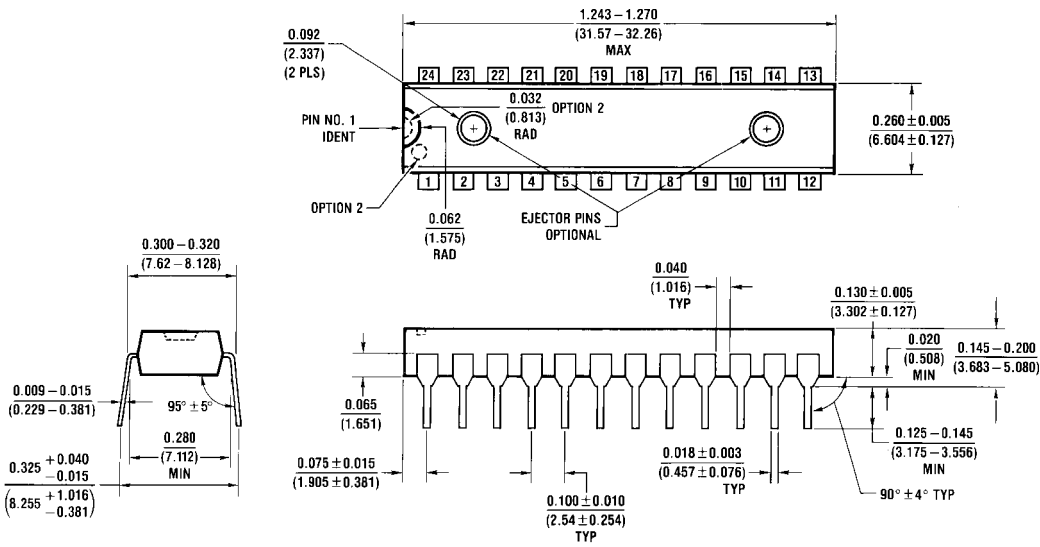 1.243–1.270
(31.57–32.26)
MAX
0.092
(2.337)
(2 PLS)
24 23 22 21 20 19 18 17 16 15 14 13
0.032
(0.813)
RAD
OPTION 2
PIN NO. 1
IDENT
0.260 ± 0.005
(6.604 ± 0.127)
1 2 3 4 5 6 7 8 9 10 11 12
OPTION 2
0.062
(1.575)
RAD
EJECTOR PINS
OPTIONAL
0.300 – 0.320
(7.62 – 8.128)
0.040
(1.016)
TYP
0.130 ± 0.005
(3.302 ± 0.127)
0.020
(0.508)
MIN
0.145 – 0.200
(3.683 – 5.080)
0.009 – 0.015
(0.229 – 0.381)
95° ± 5°
0.065
(1.651)
0.280
(7.112)
MIN
0.325 + 0.040
– 0.015
(8.255 + 1.016
– 0.381)
0.075 ± 0.015
(1.905 ± 0.381)
0.100 ± 0.010
(2.54 ± 0.254)
TYP
0.018 ± 0.003
(0.457 ± 0.076)
TYP
0.125 – 0.145
(3.175 – 3.556)
MIN
90° ± 4° TYP